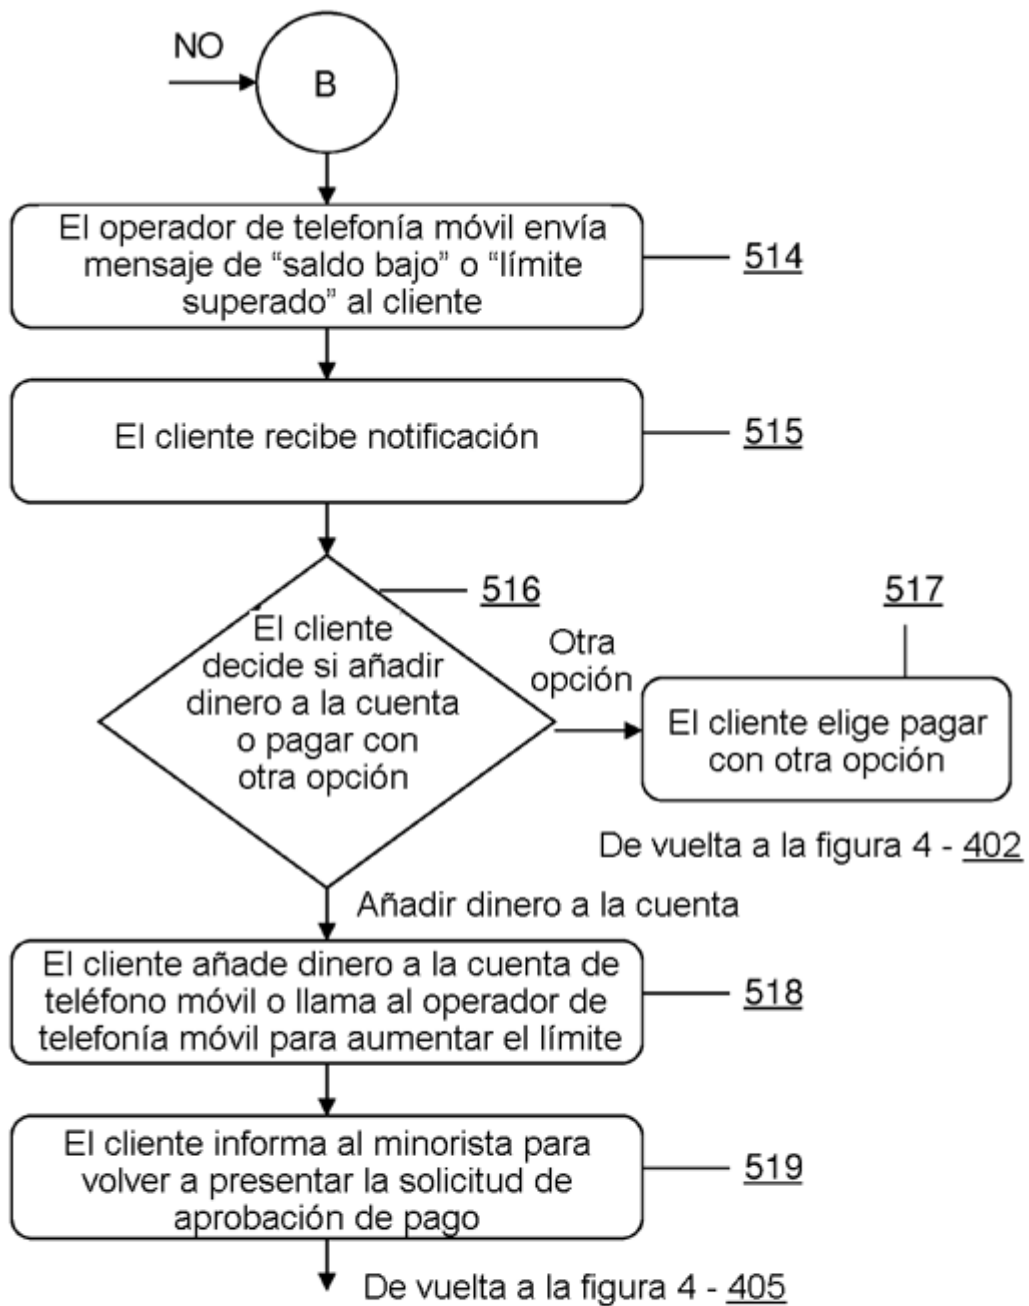 NO
B
El operador de telefonía móvil envía
mensaje de “saldo bajo” o “límite
superado” al cliente
514
El cliente recibe notificación
515
516
El cliente
decide si añadir
dinero a la cuenta
o pagar con
otra opción
Otra
opción
517
El cliente elige pagar
con otra opción
De vuelta a la figura 4 - 402
Añadir dinero a la cuenta
El cliente añade dinero a la cuenta de
teléfono móvil o llama al operador de
telefonía móvil para aumentar el límite
518
El cliente informa al minorista para
volver a presentar la solicitud de
aprobación de pago
519
De vuelta a la figura 4 - 405